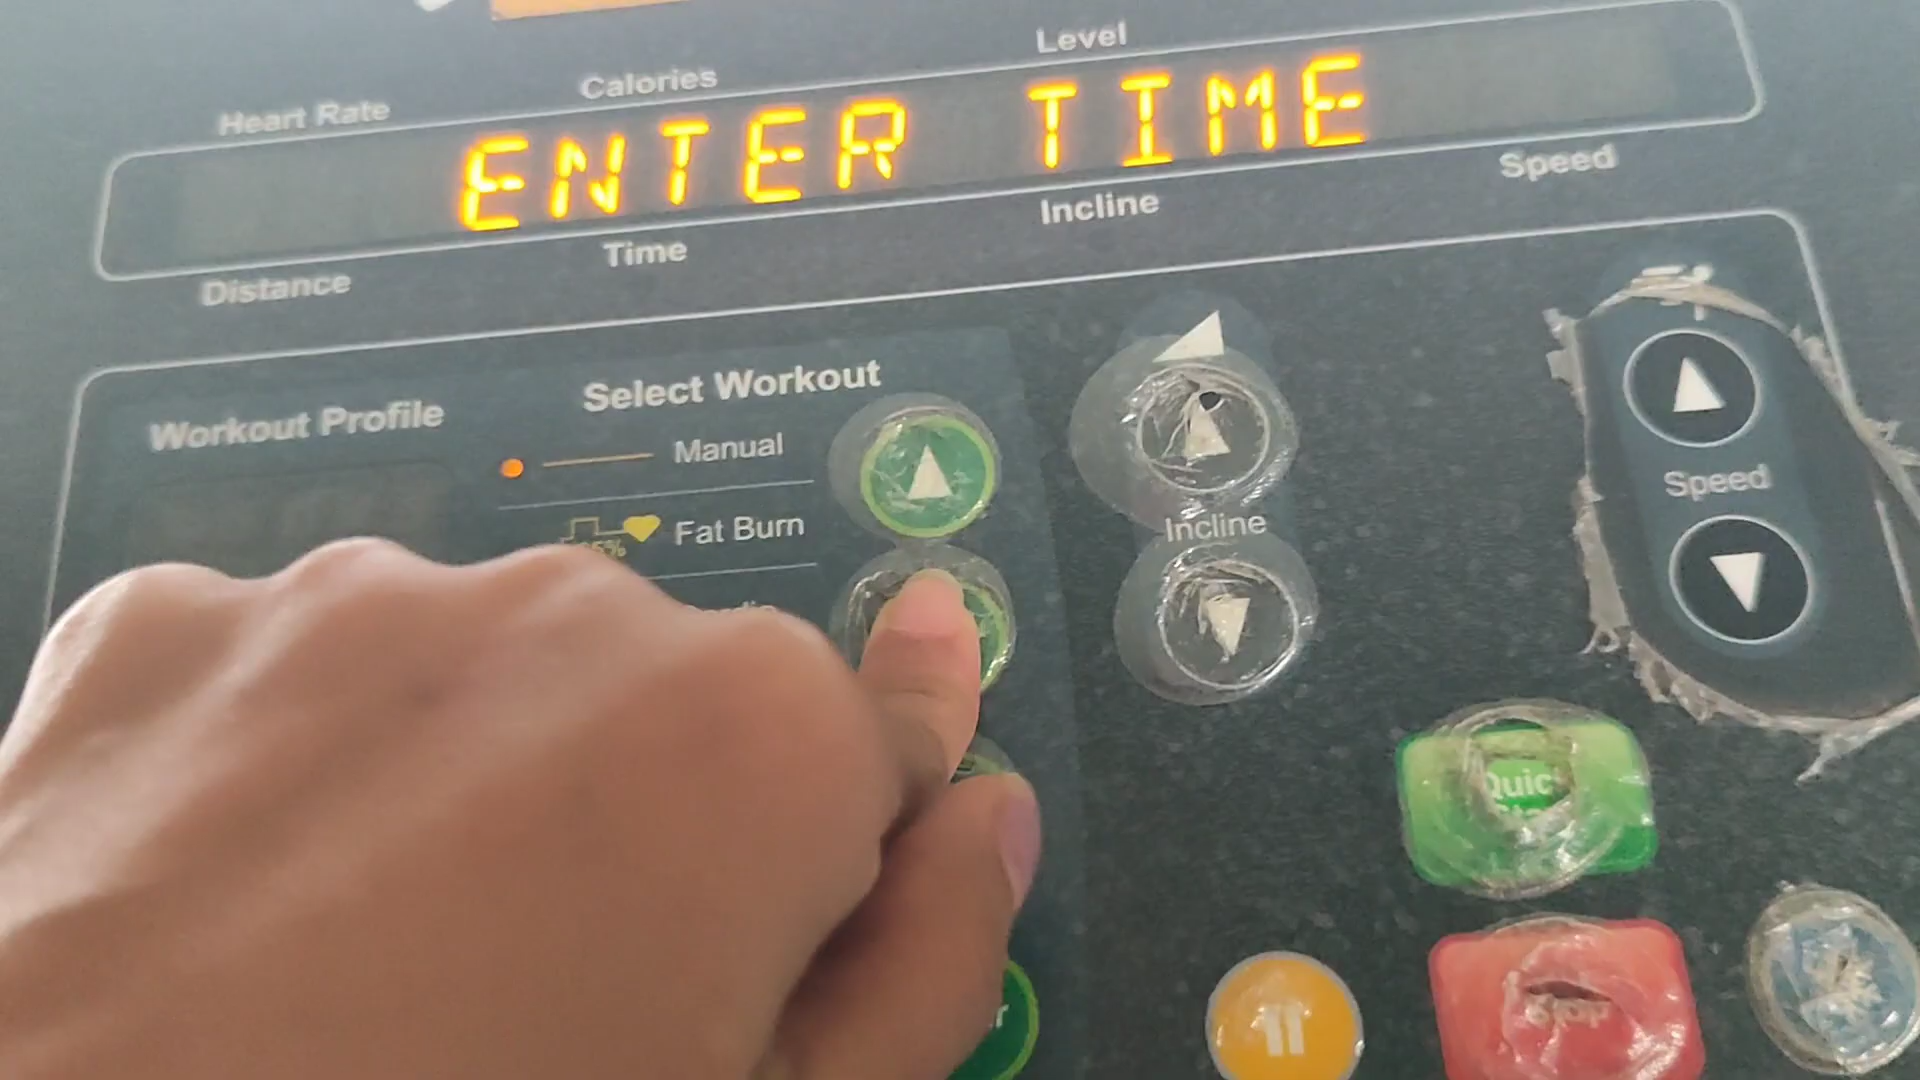 Level
Calories
Heart Rate
ENTER TIME
Speed
Incline
Time
Distance
Select Workout
Workout Profile
Manual
Fat Burn
Incline
Speed
Stop